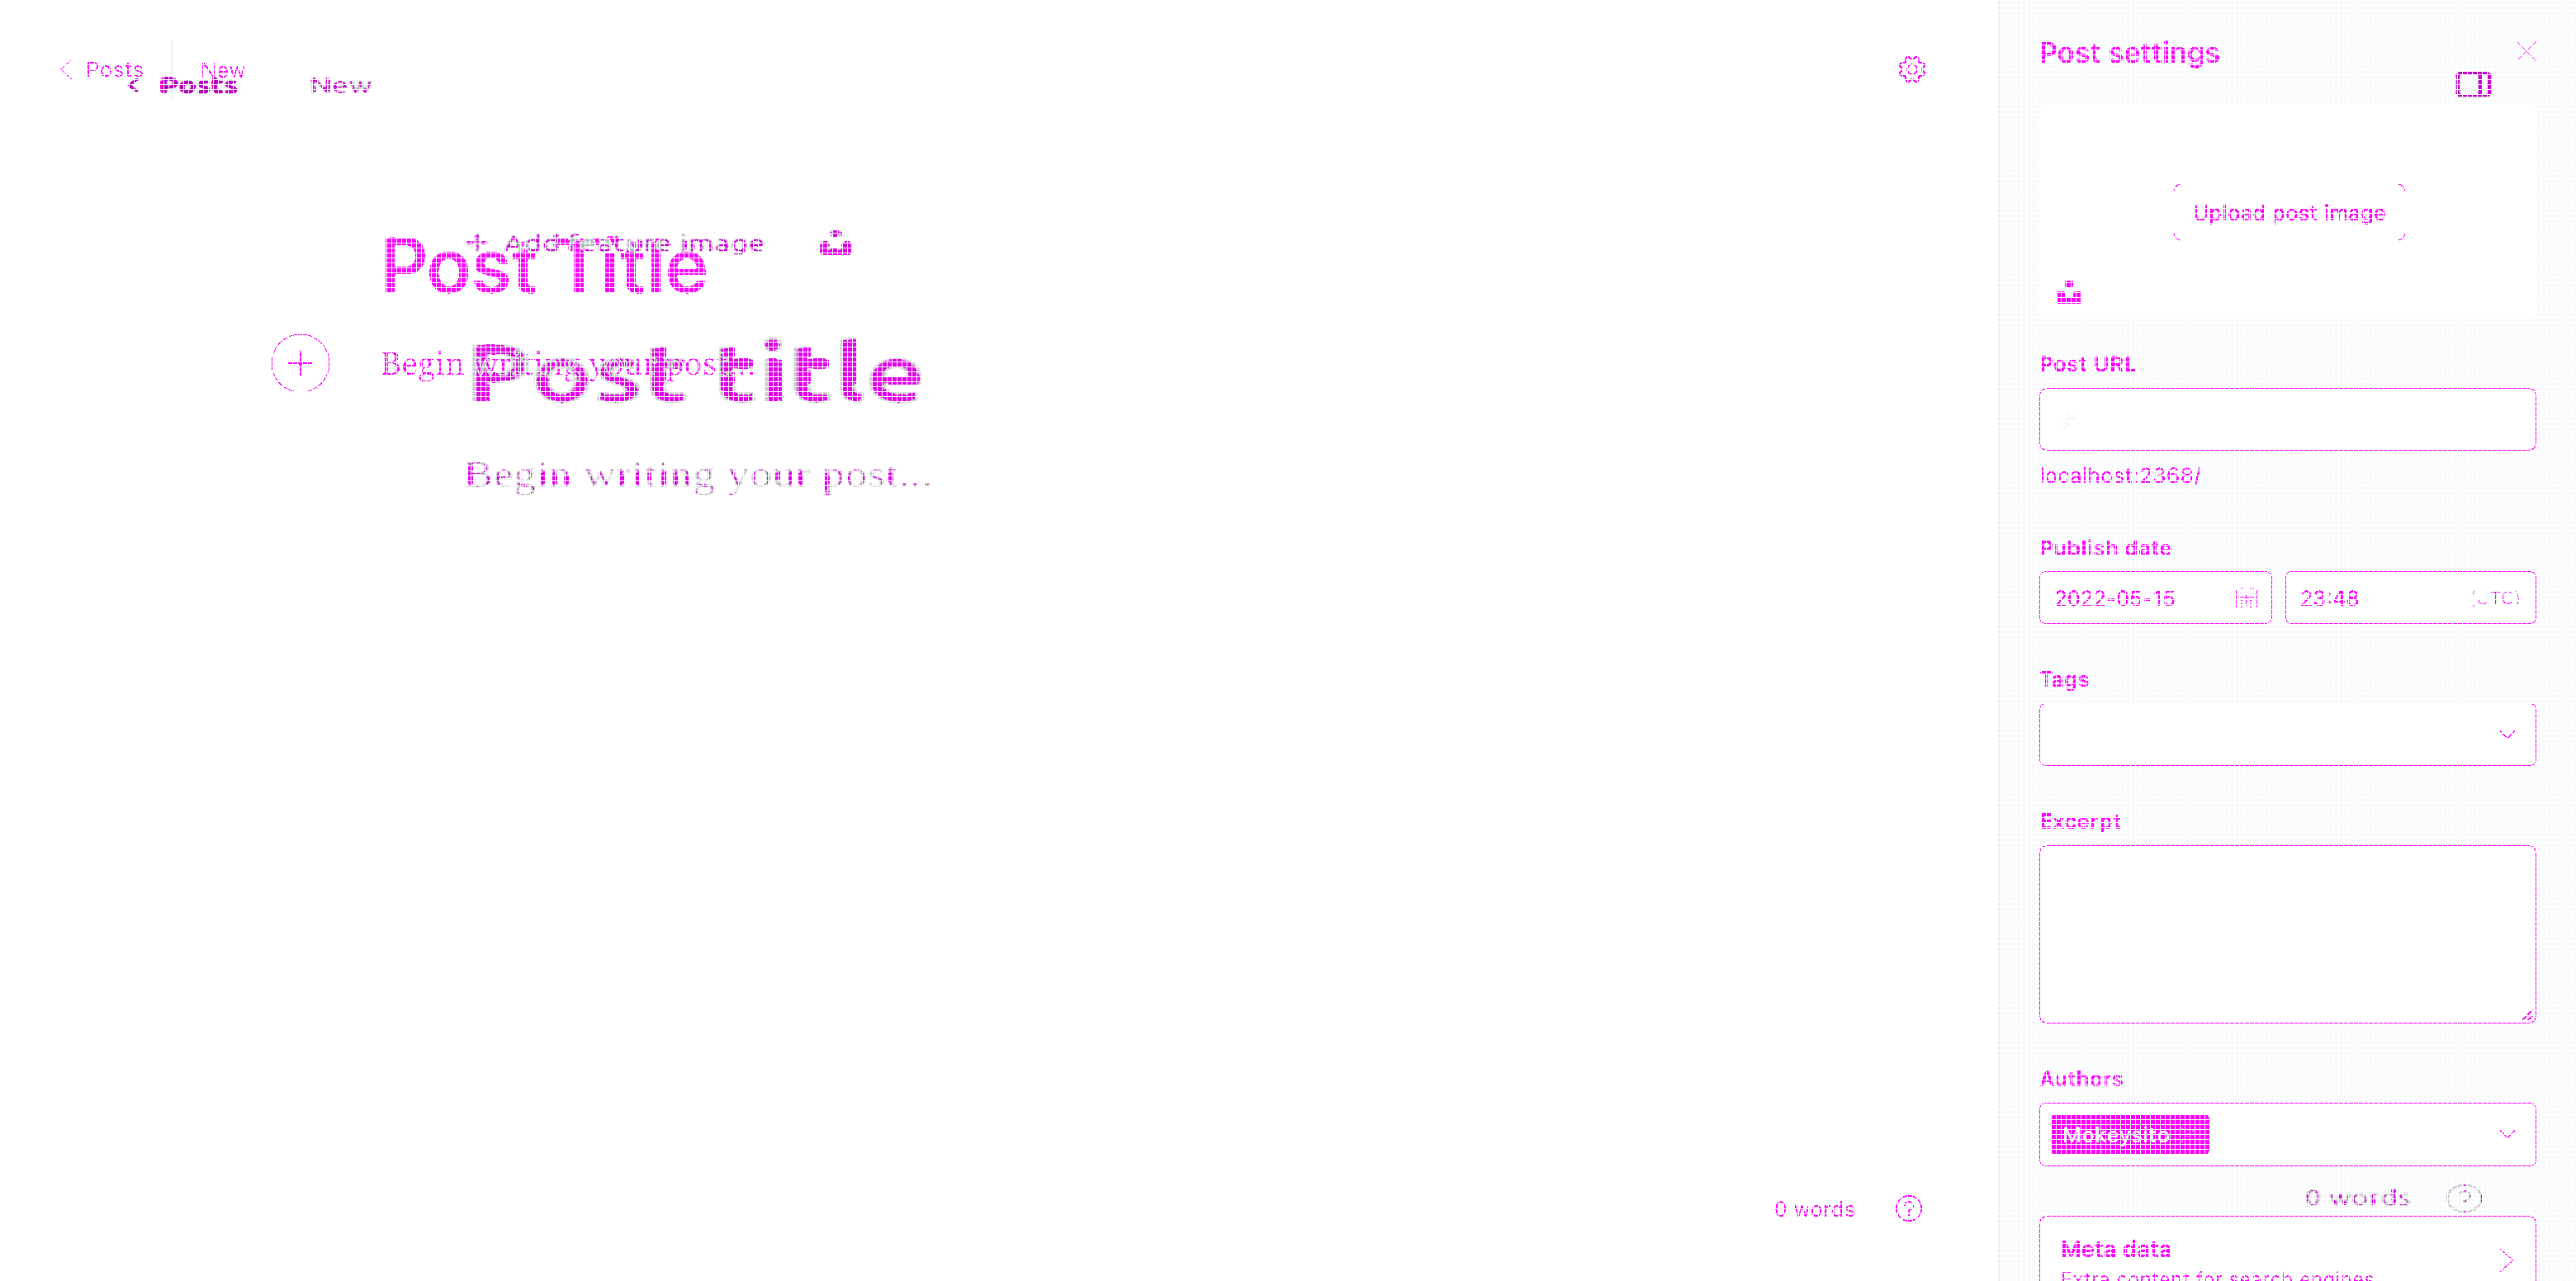 Posts New
Posts New
Post settings
Upload post image
Add feature image
Post Title
Post title
Begin writing your post...
Begin writing your post...
Post URL
localhost:2368/
Publish date
2022-05-15 23:48 (UTC)
Tags
Excerpt
Authors
Mokeysito
0 words ?
0 words ?
Meta data
Extra content for search engines